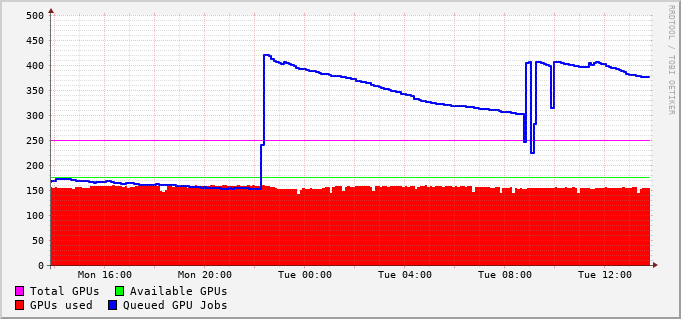 500
450
400
350
300
250
200
150
100
50
0
Mon 16:00 Mon 20:00 Tue 00:00 Tue 04:00 Tue 08:00 Tue 12:00
Total GPUs Available GPUs
GPUs used Queued GPU Jobs
RRDTOOL / TOBI OETIKER